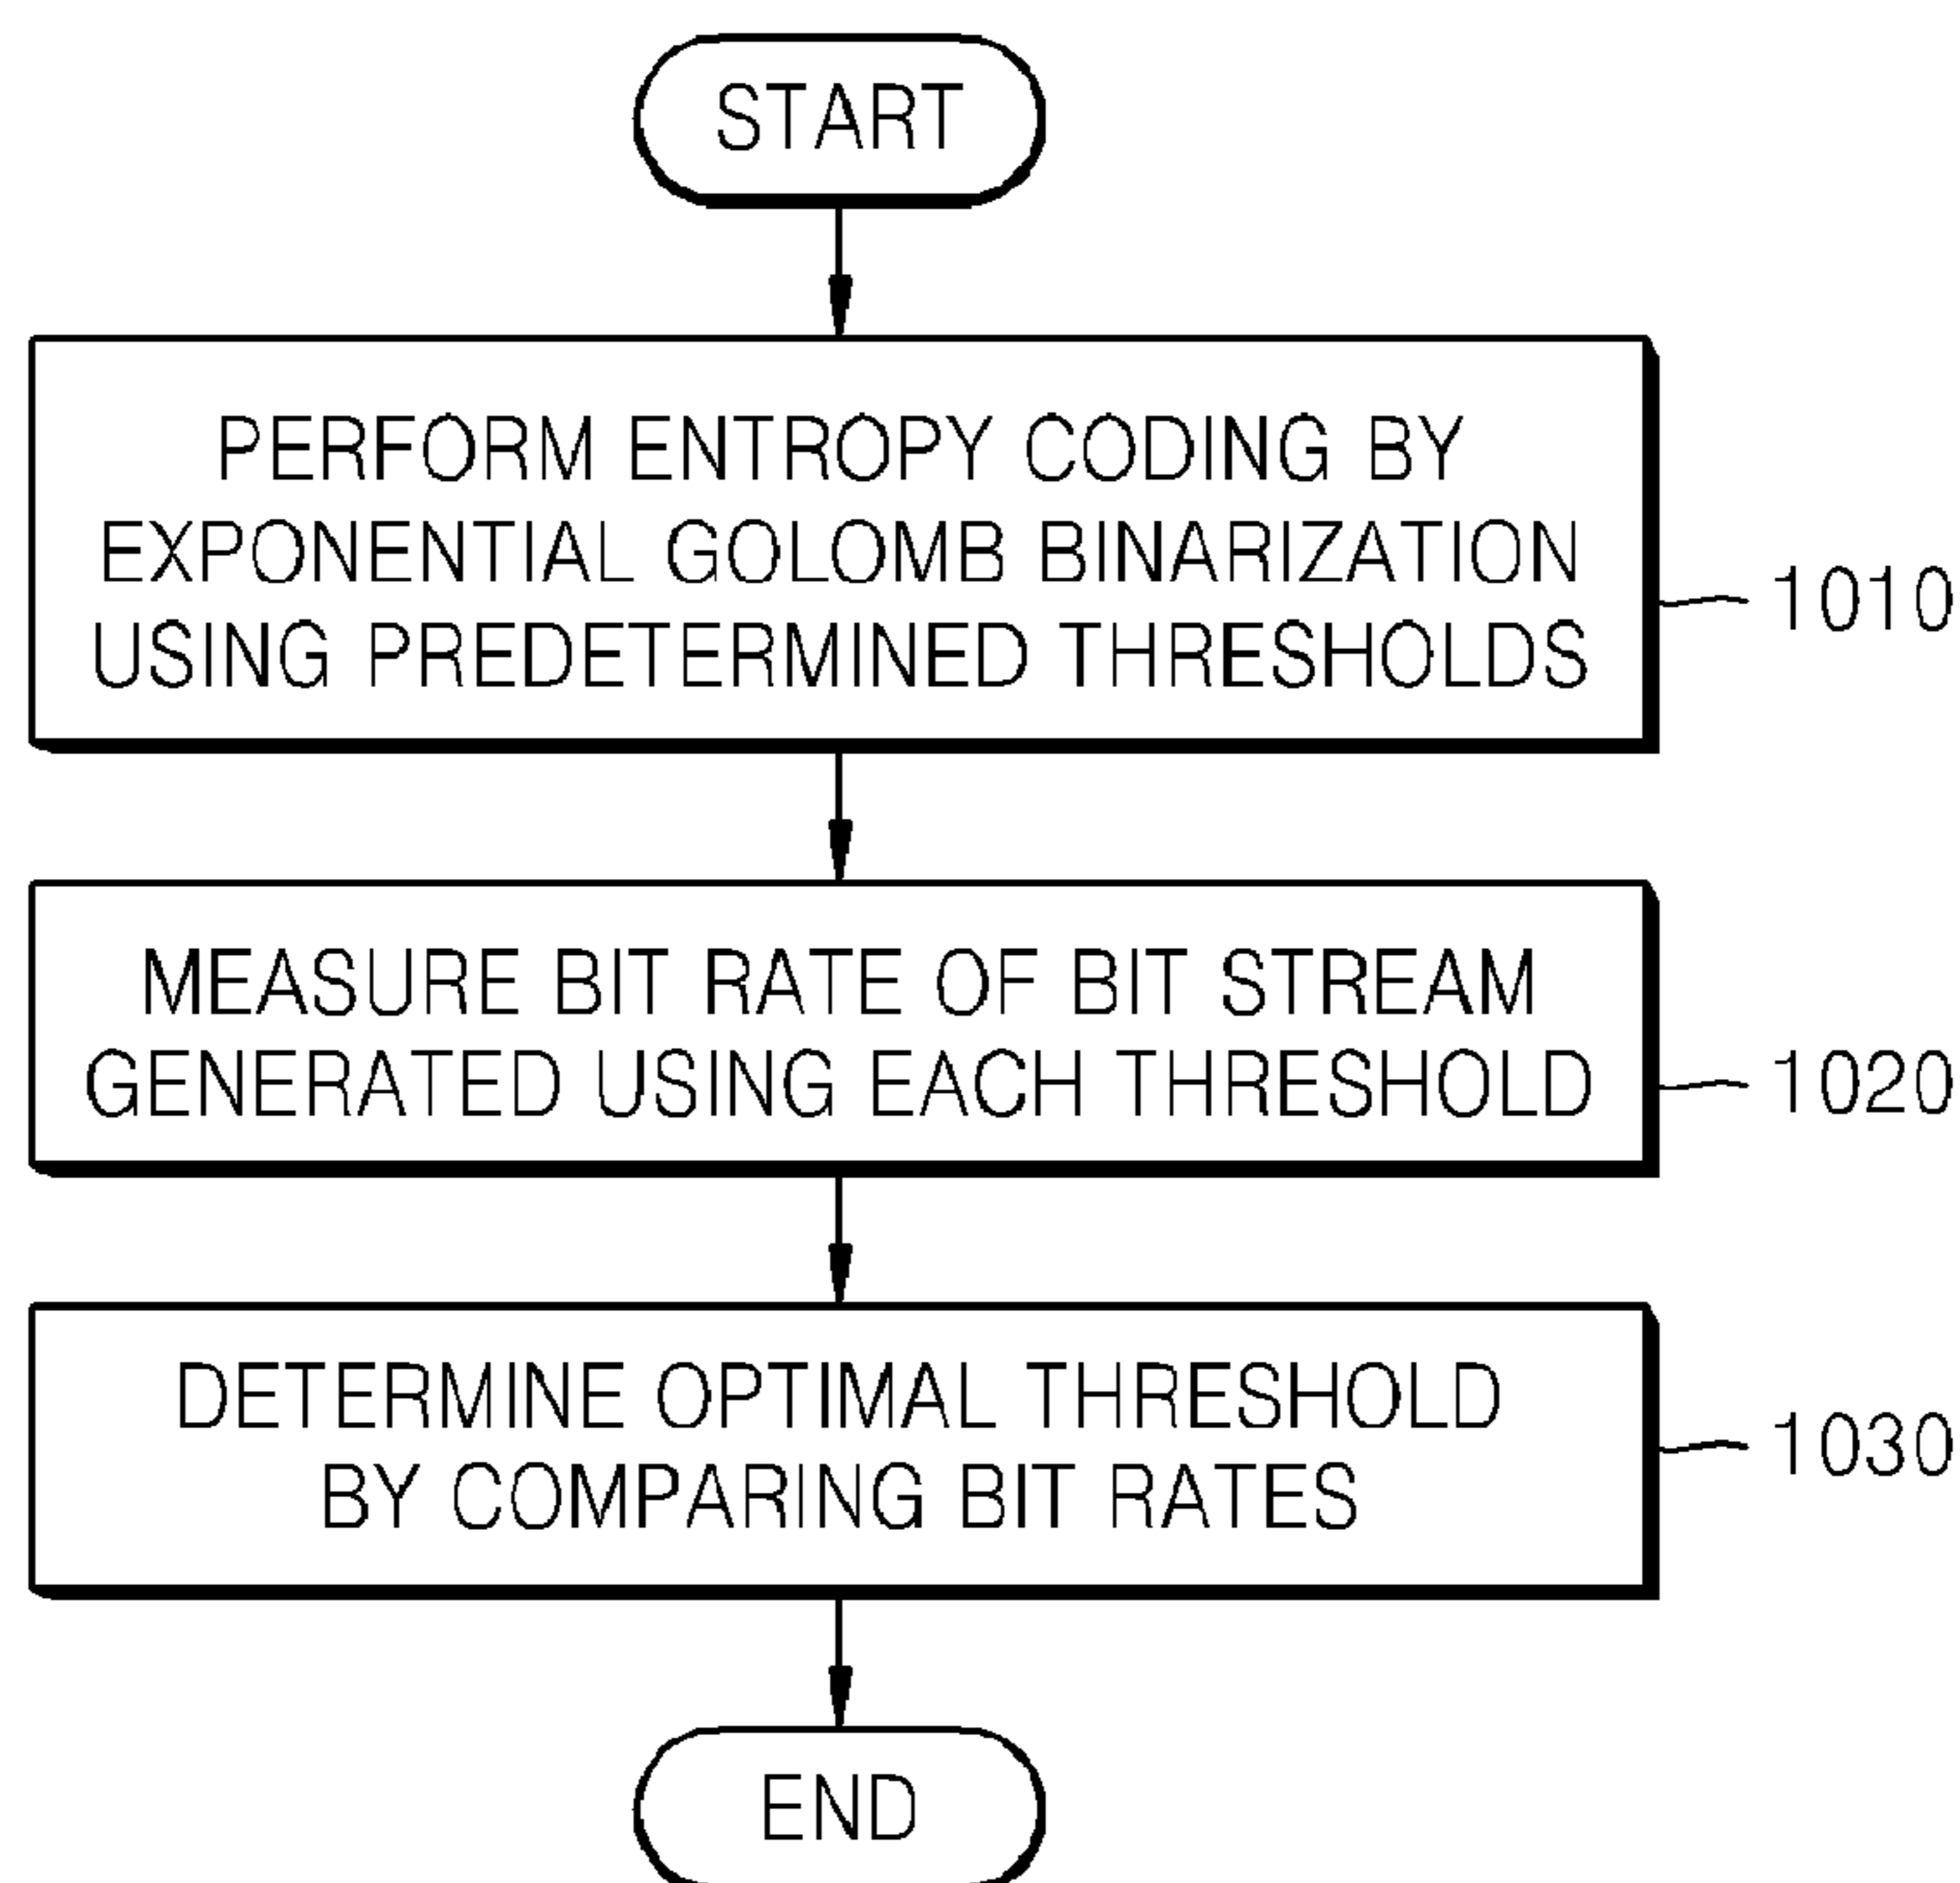 START
PERFORM ENTROPY CODING BY
EXPONENTIAL GOLOMB BINARIZATION
USING PREDETERMINED THRESHOLDS
1010
MEASURE BIT RATE OF BIT STREAM
GENERATED USING EACH THRESHOLD
1020
DETERMINE OPTIMAL THRESHOLD
BY COMPARING BIT RATES
1030
END